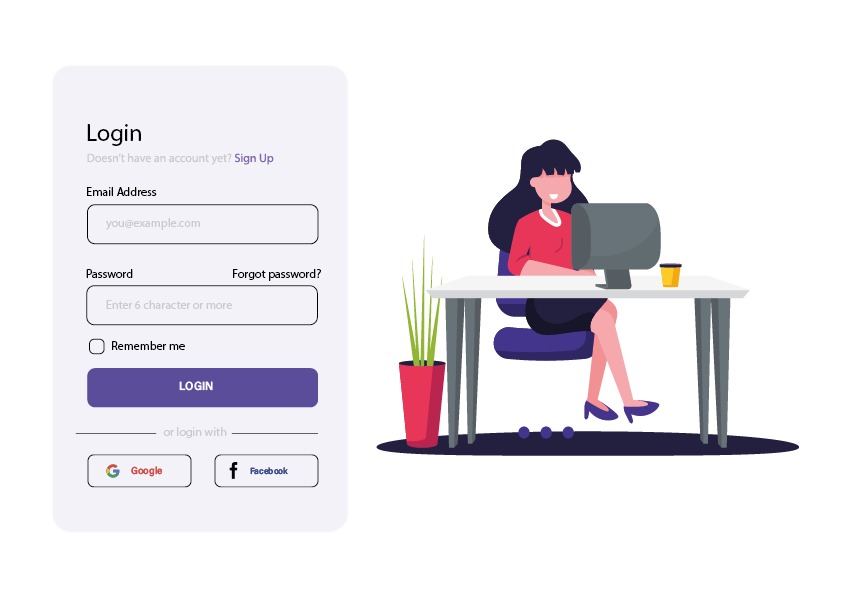 Login
Doesn't have an account yet? Sign Up
Email Address
you@example.com
Password Forgot password?
Enter 6 character or more
Remember me
LOGIN
or login with
Google Facebook